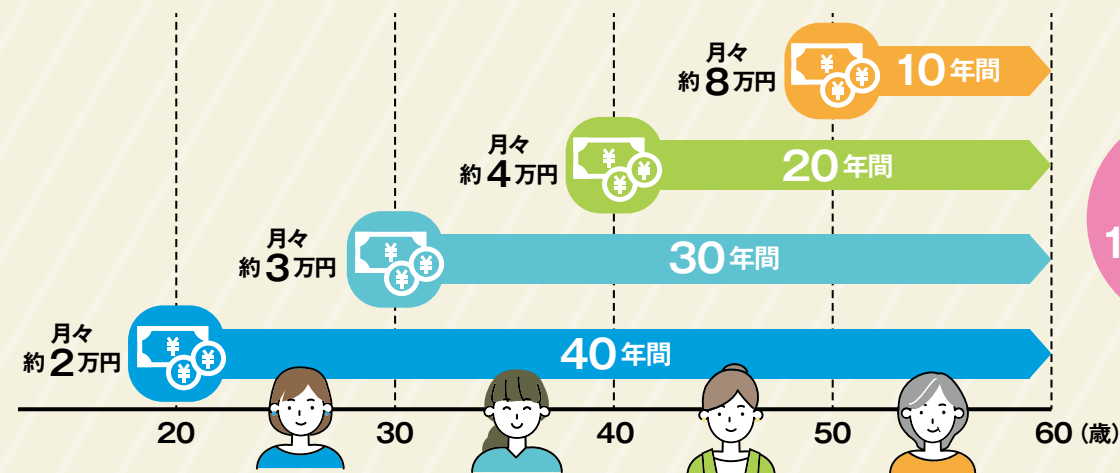 月々
約8万円
10年間
月々
約4万円
20年間
月々
約3万円
30年間
月々
約2万円
40年間
20
30
40
50
60(歳)